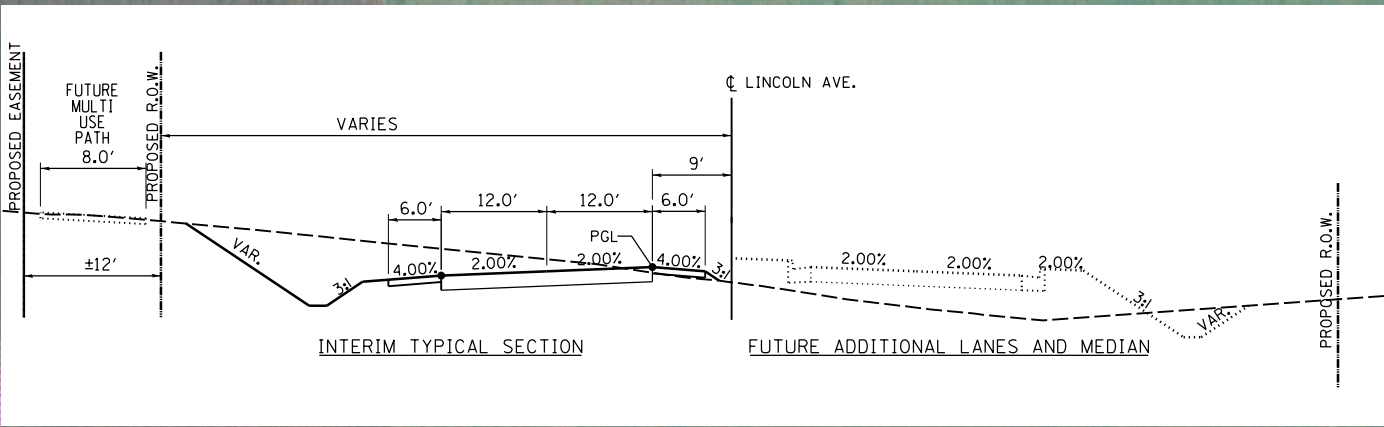 PROPOSED EASEMENT
FUTURE
MULTI
USE
PATH
8.0'
PROPOSED R.O.W.
℄ LINCOLN AVE.
VARIES
9'
6.0'
12.0'
12.0'
6.0'
PGL
±12'
VAR.
3:1
4.00%
2.00%
2.00%
4.00%
3:1
2.00%
2.00%
2.00%
3:1
VAR.
PROPOSED R.O.W.
INTERIM TYPICAL SECTION
FUTURE ADDITIONAL LANES AND MEDIAN